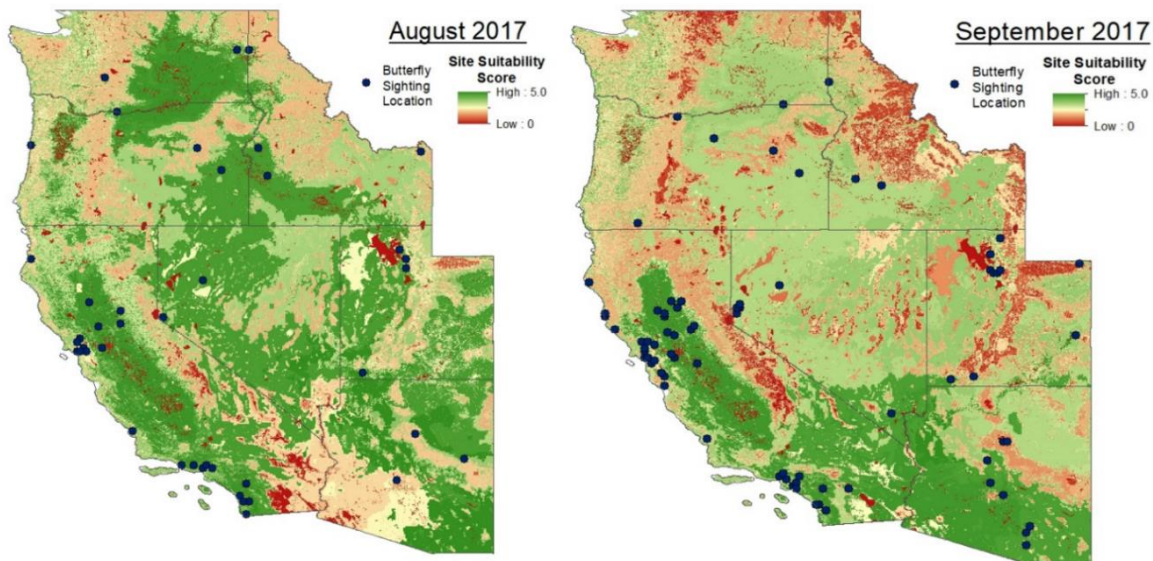 August 2017
Butterfly
Sighting
Location
Site Suitability
Score
High : 5.0
Low : 0
September 2017
Butterfly
Sighting
Location
Site Suitability
Score
High : 5.0
Low : 0